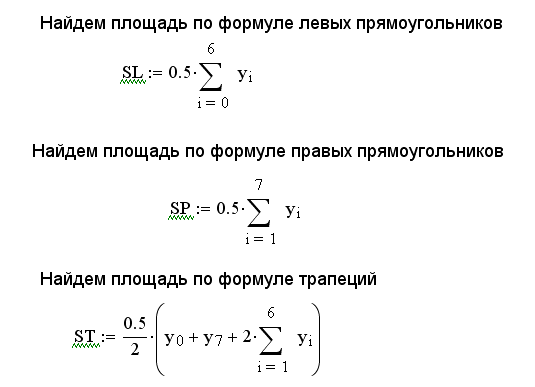 Найдем площадь по формуле левых прямоугольников
SL := 0.5·∑_{i = 0}^{6} y_i
Найдем площадь по формуле правых прямоугольников
SP := 0.5·∑_{i = 1}^{7} y_i
Найдем площадь по формуле трапеций
ST := 0.5/2·(y_0 + y_7 + 2·∑_{i = 1}^{6} y_i)